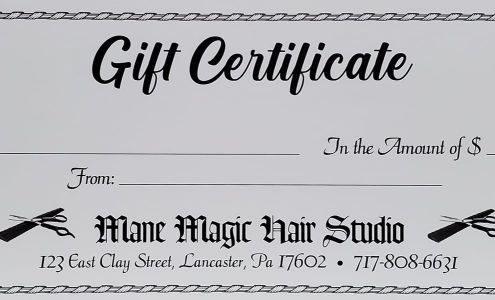 Gift Certificate
In the Amount of $
From:
Mane Magic Hair Studio
123 East Clay Street, Lancaster, Pa 17602 • 717-808-6631